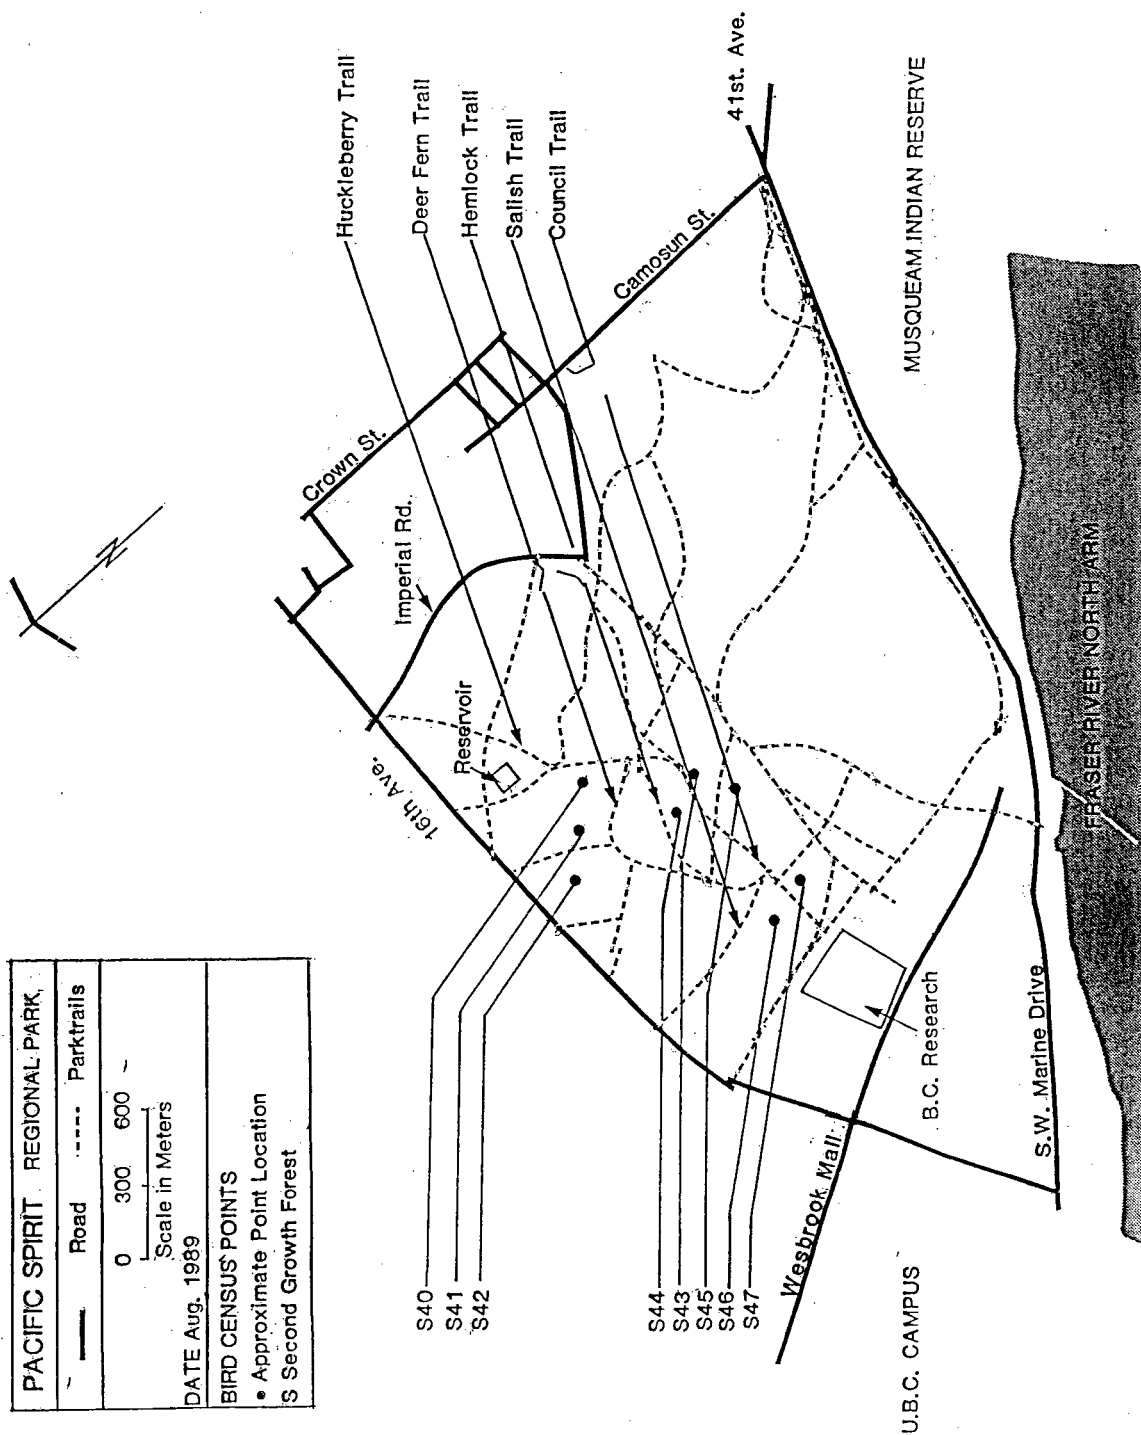 PACIFIC SPIRIT REGIONAL PARK,
Road Parktrails
0 300 600
Scale in Meters
DATE Aug. 1989
BIRD CENSUS POINTS
• Approximate Point Location
S Second Growth Forest
N
Huckleberry Trail
Deer Fern Trail
Hemlock Trail
Salish Trail
Council Trail
41st. Ave.
Crown St.
Camosun St.
Imperial Rd.
MUSQUEAM INDIAN RESERVE
16th Ave.
Reservoir
FRASER RIVER NORTH ARM
S40
S41
S42
S44
S43
S45
S46
S47
Wesbrook Mall
B.C. Research
S.W. Marine Drive
U.B.C. CAMPUS